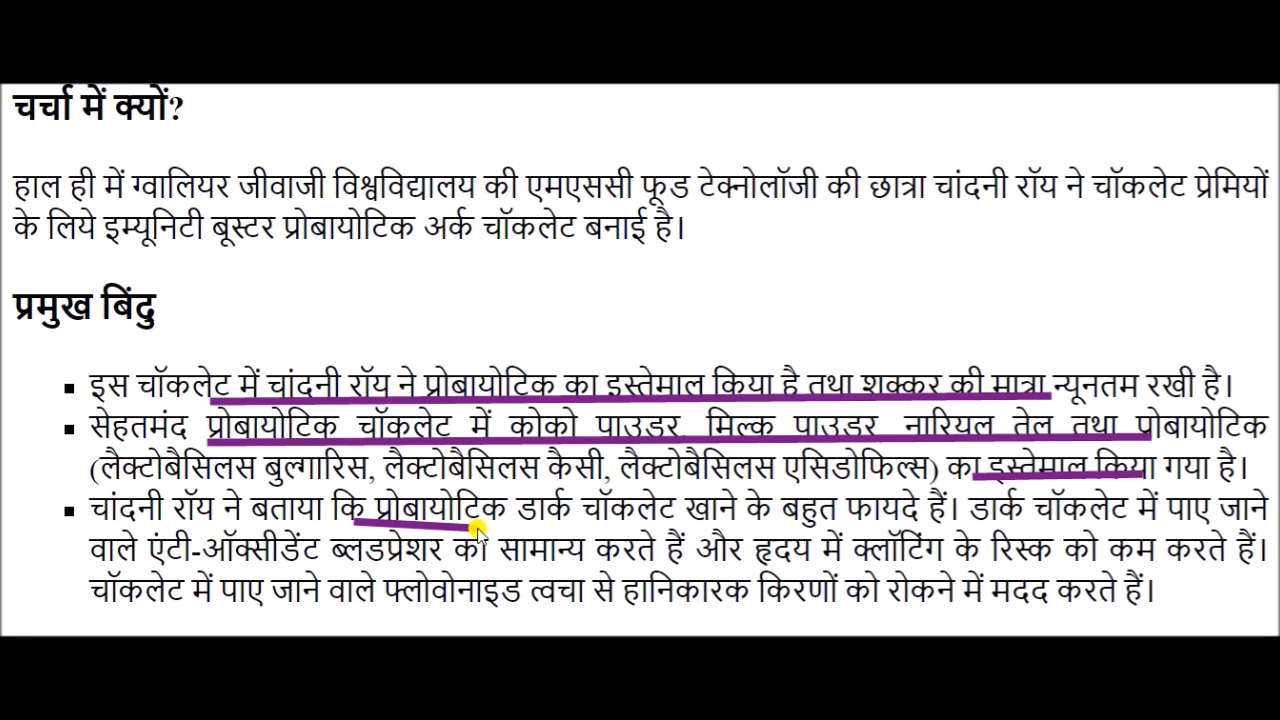 चर्चा में क्यों?
हाल ही में ग्वालियर जीवाजी विश्वविद्यालय की एमएससी फूड टेक्नोलॉजी की छात्रा चांदनी रॉय ने चॉकलेट प्रेमियों
के लिये इम्यूनिटी बूस्टर प्रोबायोटिक अर्क चॉकलेट बनाई है।
प्रमुख बिंदु
▪ इस चॉकलेट में चांदनी रॉय ने प्रोबायोटिक का इस्तेमाल किया है तथा शक्कर की मात्रा न्यूनतम रखी है।
▪ सेहतमंद प्रोबायोटिक चॉकलेट में कोको पाउडर, मिल्क पाउडर, नारियल तेल तथा प्रोबायोटिक
(लैक्टोबैसिलस बुल्गारिस, लैक्टोबैसिलस कैसी, लैक्टोबैसिलस एसिडोफिल्स) का इस्तेमाल किया गया है।
▪ चांदनी रॉय ने बताया कि प्रोबायोटिक डार्क चॉकलेट खाने के बहुत फायदे हैं। डार्क चॉकलेट में पाए जाने
वाले एंटी-ऑक्सीडेंट ब्लडप्रेशर को सामान्य करते हैं और हृदय में क्लॉटिंग के रिस्क को कम करते हैं।
चॉकलेट में पाए जाने वाले फ्लोवोनाइड त्वचा से हानिकारक किरणों को रोकने में मदद करते हैं।